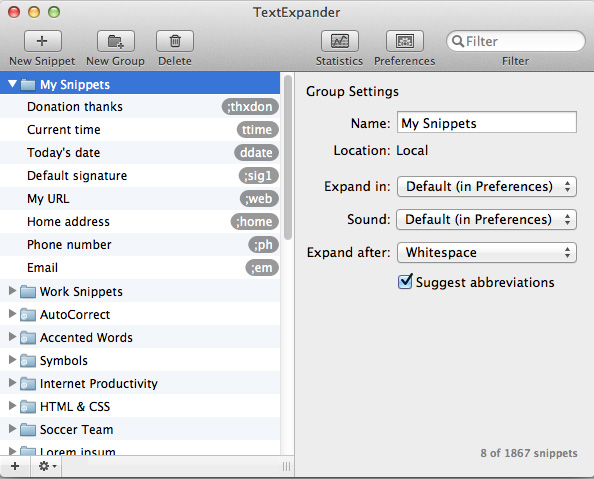 TextExpander
New Snippet New Group Delete Statistics Preferences Filter
Filter
My Snippets
Donation thanks ;thxdon
Current time ttime
Today's date ddate
Default signature ;sig1
My URL ;web
Home address ;home
Phone number ;ph
Email ;em
Work Snippets
AutoCorrect
Accented Words
Symbols
Internet Productivity
HTML & CSS
Soccer Team
Lorem ipsum
Group Settings
Name: My Snippets
Location: Local
Expand in: Default (in Preferences)
Sound: Default (in Preferences)
Expand after: Whitespace
Suggest abbreviations
8 of 1867 snippets